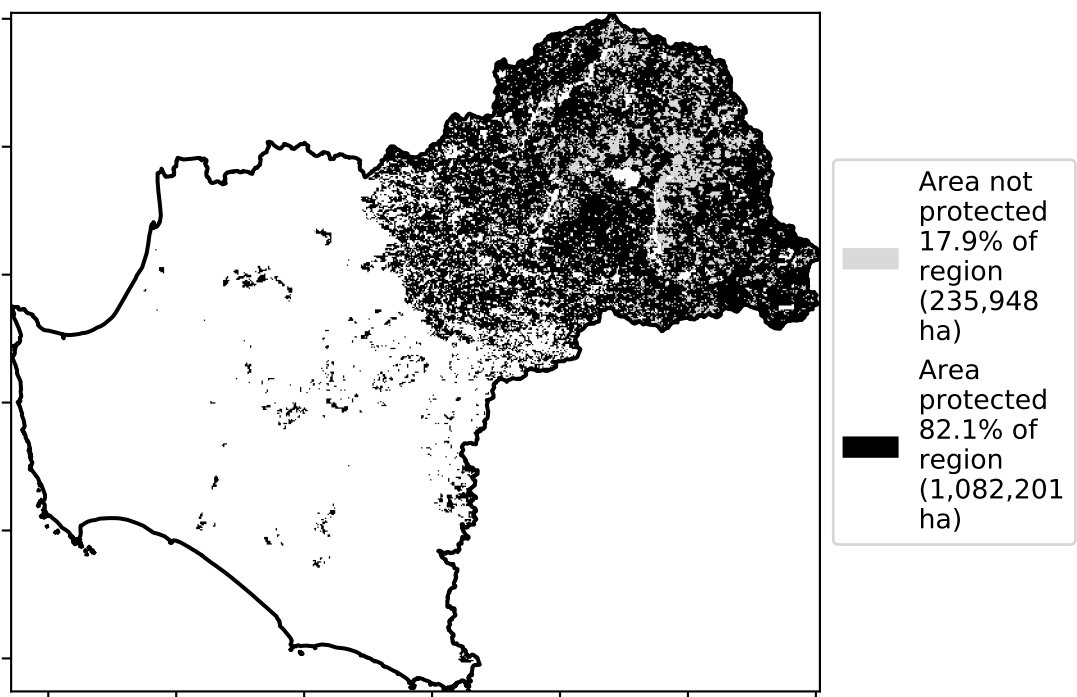 Area not
protected
17.9% of
region
(235,948
ha)
Area
protected
82.1% of
region
(1,082,201
ha)